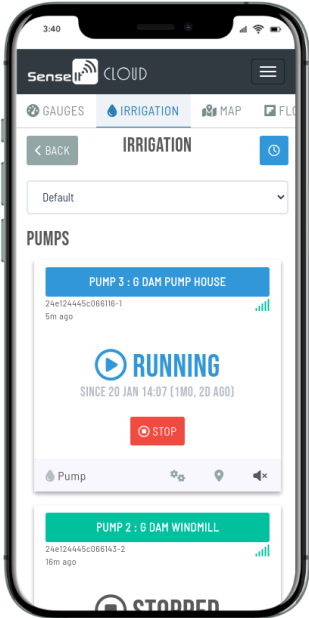 3:40
SenseIt CLOUD
GAUGES IRRIGATION MAP FLO
BACK IRRIGATION
Default
PUMPS
PUMP 3 : G DAM PUMP HOUSE
24e124445c066116-1
5m ago
RUNNING
SINCE 20 JAN 14:07 (1MO, 2D AGO)
STOP
Pump
PUMP 2 : G DAM WINDMILL
24e124445c066143-2
16m ago
STOPPED